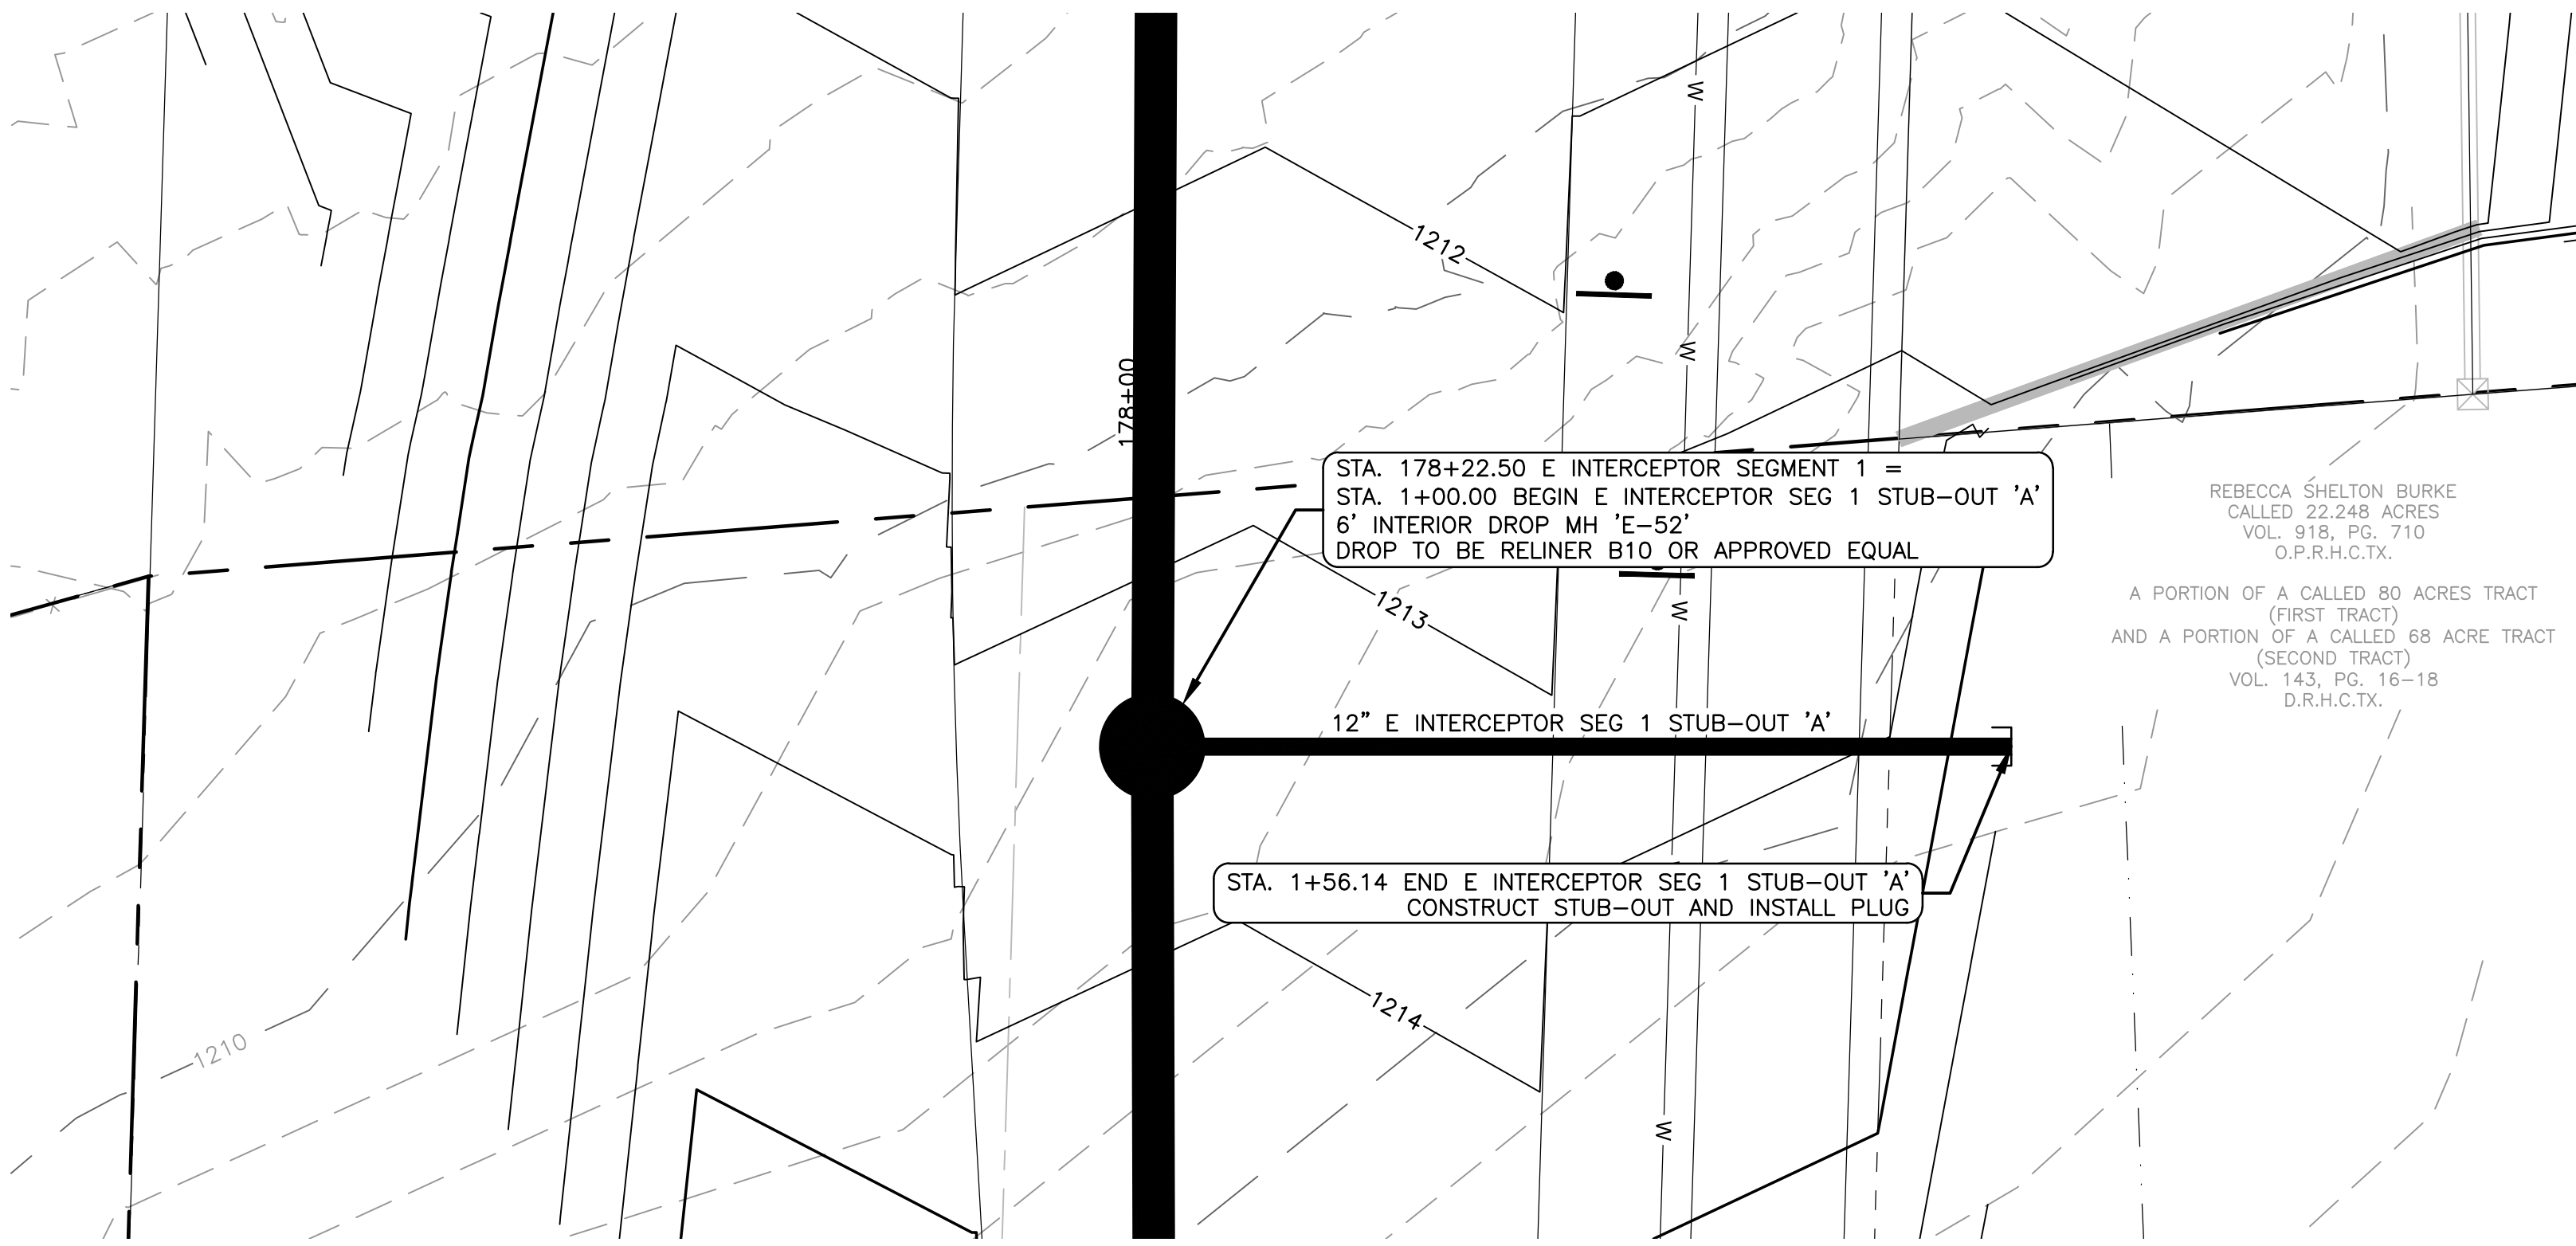 W
1212
W
178+00
STA. 178+22.50 E INTERCEPTOR SEGMENT 1 =
STA. 1+00.00 BEGIN E INTERCEPTOR SEG 1 STUB-OUT 'A'
6' INTERIOR DROP MH 'E-52'
DROP TO BE RELINER B10 OR APPROVED EQUAL
REBECCA SHELTON BURKE
CALLED 22.248 ACRES
VOL. 918, PG. 710
O.P.R.H.C.TX.
A PORTION OF A CALLED 80 ACRES TRACT
(FIRST TRACT)
AND A PORTION OF A CALLED 68 ACRE TRACT
(SECOND TRACT)
VOL. 143, PG. 16-18
D.R.H.C.TX.
1213
W
12" E INTERCEPTOR SEG 1 STUB-OUT 'A'
STA. 1+56.14 END E INTERCEPTOR SEG 1 STUB-OUT 'A'
CONSTRUCT STUB-OUT AND INSTALL PLUG
1214
1210
W